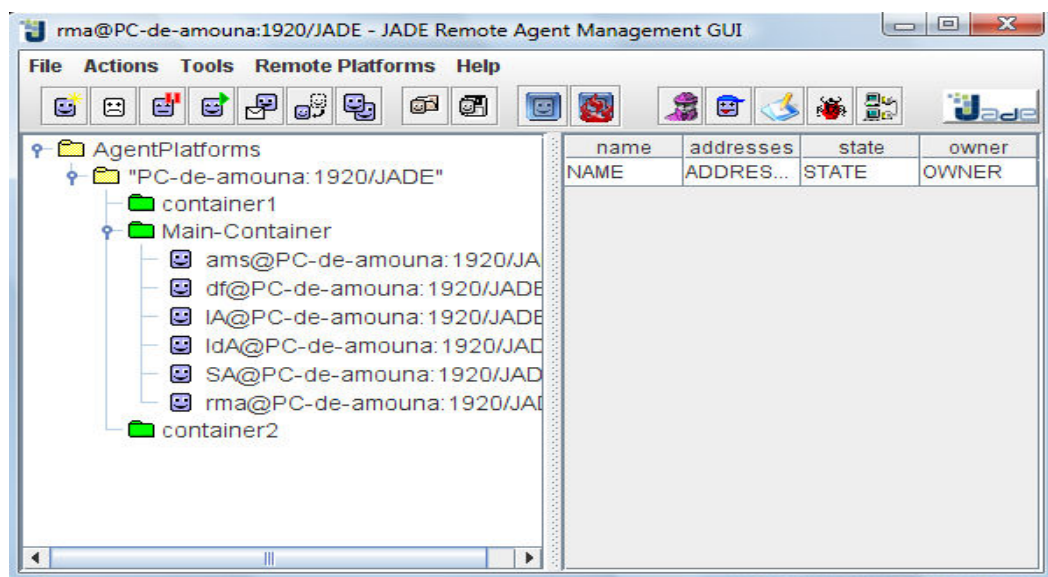 rma@PC-de-amouna:1920/JADE - JADE Remote Agent Management GUI
File Actions Tools Remote Platforms Help
Jade
AgentPlatforms
"PC-de-amouna:1920/JADE"
container1
Main-Container
ams@PC-de-amouna:1920/JA
df@PC-de-amouna:1920/JADE
IA@PC-de-amouna:1920/JADE
IdA@PC-de-amouna:1920/JAD
SA@PC-de-amouna:1920/JAD
rma@PC-de-amouna:1920/JAI
container2
name addresses state owner
NAME ADDRES... STATE OWNER